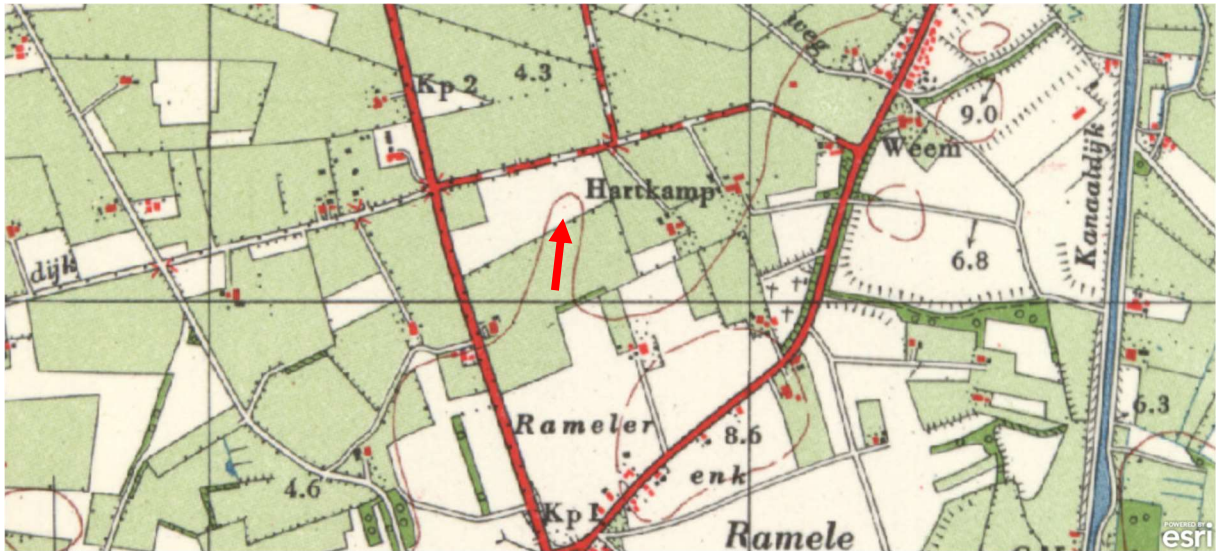 weg
4.3
Kp 2
9.0
Weem
Hartkamp
Kanaaldijk
6.8
dijk
6.3
Rameler
8.6
enk
4.6
Kp 1
Ramele
POWERED BY
esri